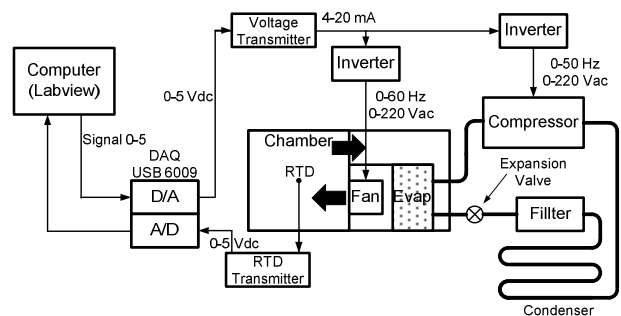 Voltage
Transmitter
4-20 mA
Inverter
Inverter
Computer
(Labview)
0-5 Vdc
0-60 Hz
0-220 Vac
0-50 Hz
0-220 Vac
Signal 0-5
Compressor
Chamber
DAQ
USB 6009
RTD
Expansion
Valve
D/A
Fan
Evap
Fillter
A/D
0-5 Vdc
RTD
Transmitter
Condenser